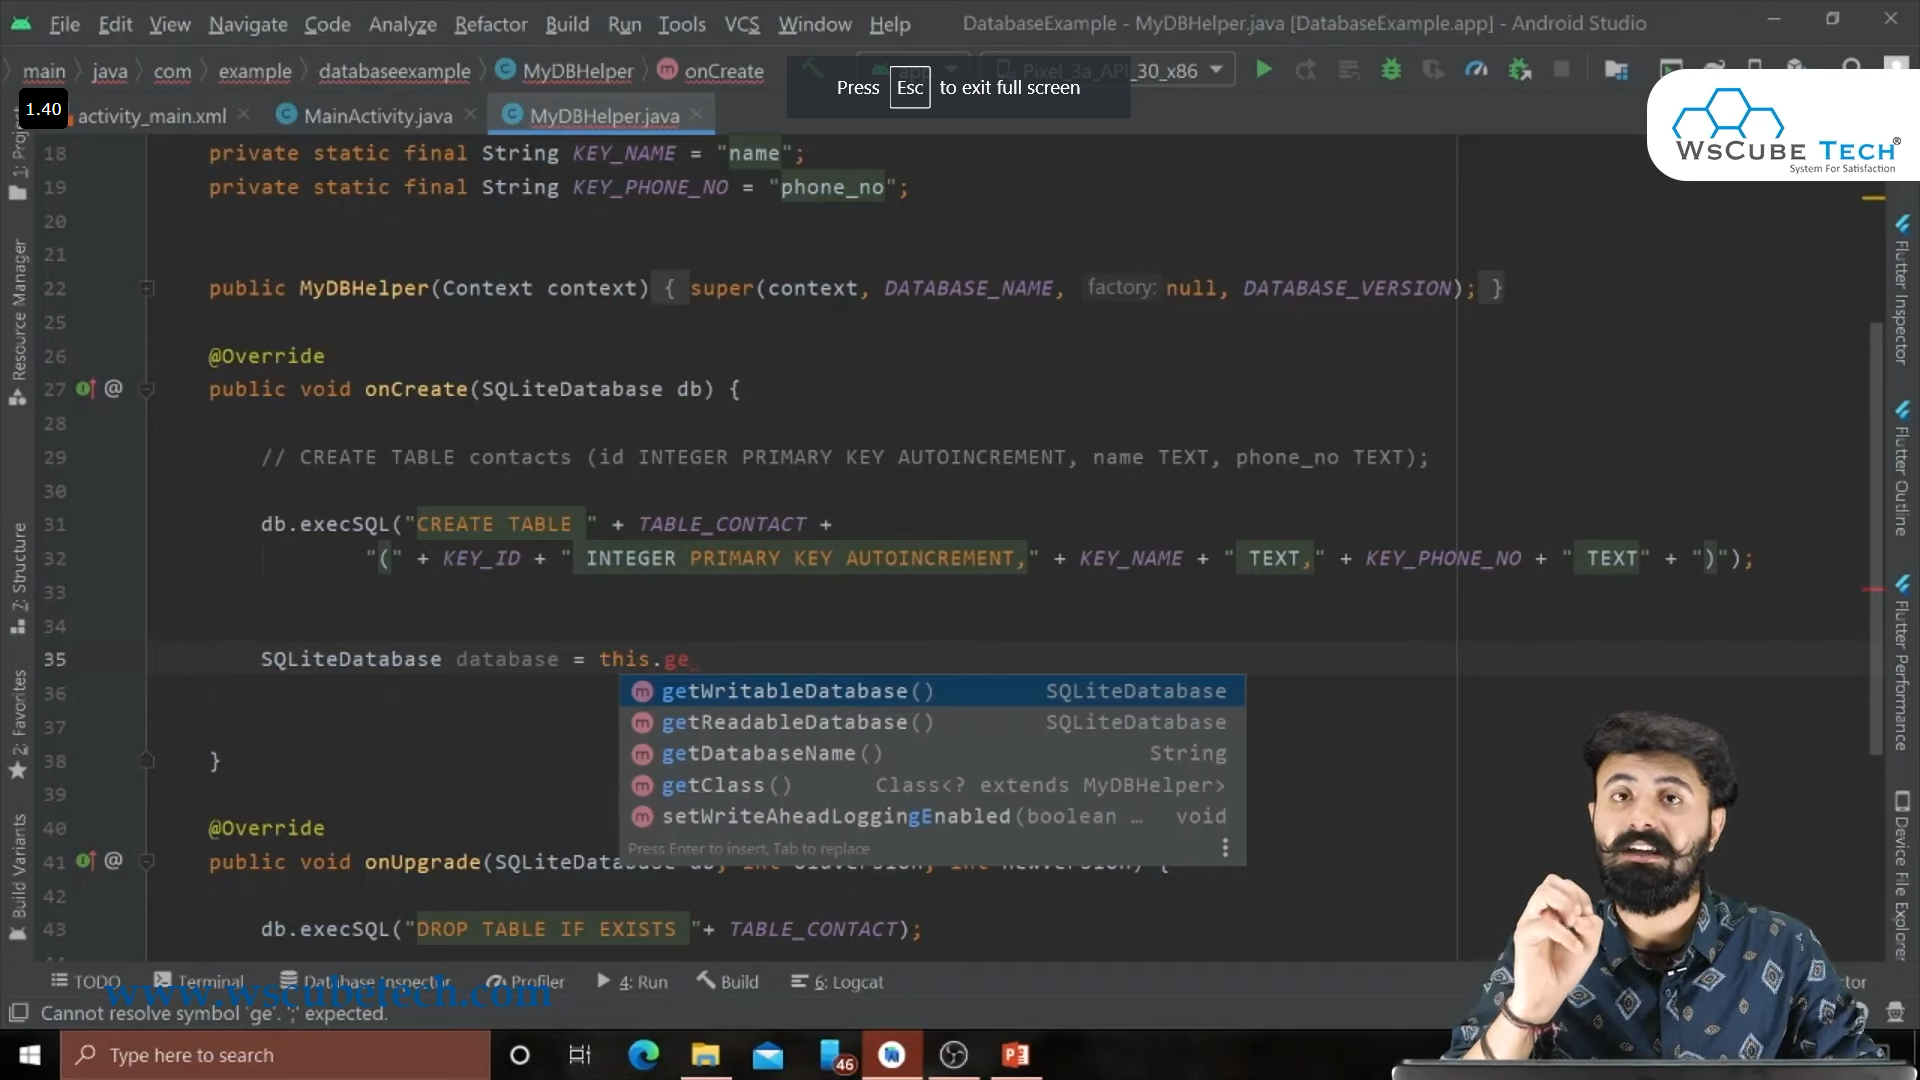 File Edit View Navigate Code Analyze Refactor Build Run Tools VCS Window Help DatabaseExample - MyDBHelper.java [DatabaseExample.app] - Android Studio
main java com example databaseexample MyDBHelper onCreate app Pixel_3a_API_30_x86
Press Esc to exit full screen
1.40
activity_main.xml MainActivity.java MyDBHelper.java
WsCube Tech®
System For Satisfaction
18 private static final String KEY_NAME = "name";
19 private static final String KEY_PHONE_NO = "phone_no";
20
21
22 public MyDBHelper(Context context) { super(context, DATABASE_NAME, factory: null, DATABASE_VERSION); }
25
26 @Override
27 public void onCreate(SQLiteDatabase db) {
28
29 // CREATE TABLE contacts (id INTEGER PRIMARY KEY AUTOINCREMENT, name TEXT, phone_no TEXT);
30
31 db.execSQL("CREATE TABLE " + TABLE_CONTACT +
32 "(" + KEY_ID + " INTEGER PRIMARY KEY AUTOINCREMENT," + KEY_NAME + " TEXT," + KEY_PHONE_NO + " TEXT" + ")");
33
34
35 SQLiteDatabase database = this.ge
36
37
38 }
39
40 @Override
41 public void onUpgrade(SQLiteDatabase db, int oldVersion, int newVersion) {
42
43 db.execSQL("DROP TABLE IF EXISTS "+ TABLE_CONTACT);
getWritableDatabase() SQLiteDatabase
getReadableDatabase() SQLiteDatabase
getDatabaseName() String
getClass() Class<? extends MyDBHelper>
setWriteAheadLoggingEnabled(boolean … void
Press Enter to insert, Tab to replace
1: Proj
Resource Manager
7: Structure
2: Favorites
Build Variants
Flutter Inspector
Flutter Outline
Flutter Performance
Device File Explorer
TODO Terminal Database Inspector Profiler 4: Run Build 6: Logcat
www.wscubetech.com
Cannot resolve symbol 'ge'. ';' expected.
Type here to search
46